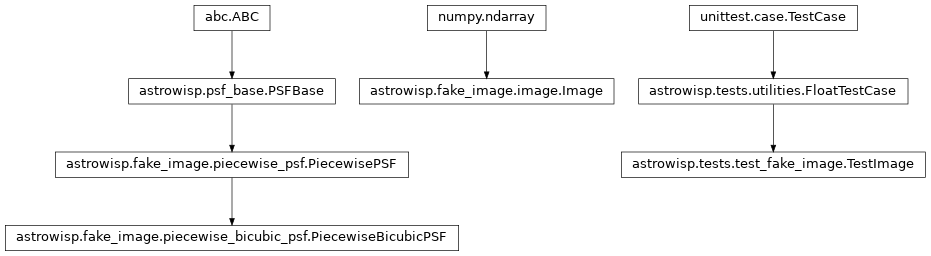 abc.ABC
numpy.ndarray
unittest.case.TestCase
astrowisp.psf_base.PSFBase
astrowisp.fake_image.image.Image
astrowisp.tests.utilities.FloatTestCase
astrowisp.fake_image.piecewise_psf.PiecewisePSF
astrowisp.tests.test_fake_image.TestImage
astrowisp.fake_image.piecewise_bicubic_psf.PiecewiseBicubicPSF